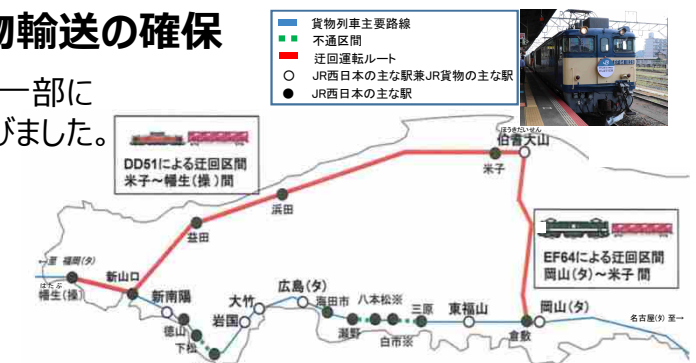 物輸送の確保
一部に
びました。
貨物列車主要路線
不通区間
迂回運転ルート
JR西日本の主な駅兼JR貨物の主な駅
JR西日本の主な駅
DD51による迂回区間
米子~幡生(操)間
ほうきだいせん
伯耆大山
米子
浜田
益田
EF64による迂回区間
岡山(タ)~米子間
←至 福岡(タ)
はたぶ
幡生(操)
新山口
新南陽
徳山
下松
岩国
大竹
広島(タ)
海田市
瀬野
八本松※
白市※
三原
東福山
倉敷
岡山(タ)
名古屋(タ)至→